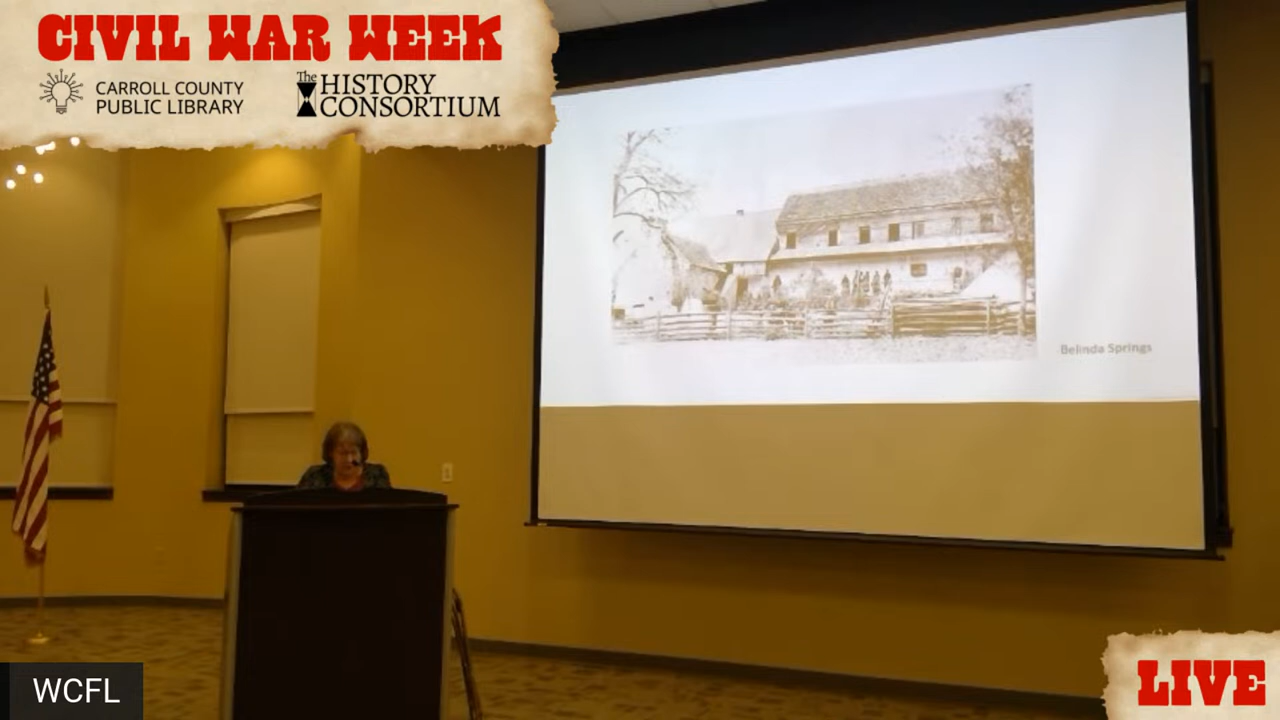 CIVIL WAR WEEK
CARROLL COUNTY
PUBLIC LIBRARY
The HISTORY
CONSORTIUM
Belinda Springs
WCFL
LIVE